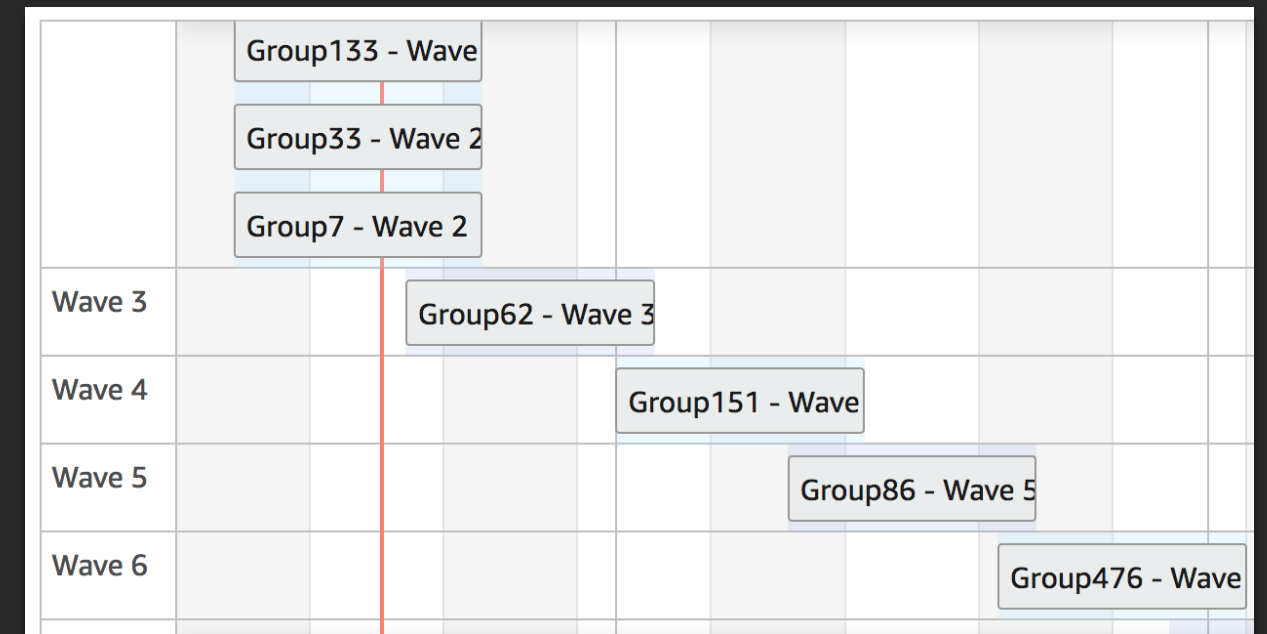 Group133 - Wave
Group33 - Wave 2
Group7 - Wave 2
Wave 3
Group62 - Wave 3
Wave 4
Group151 - Wave
Wave 5
Group86 - Wave 5
Wave 6
Group476 - Wave